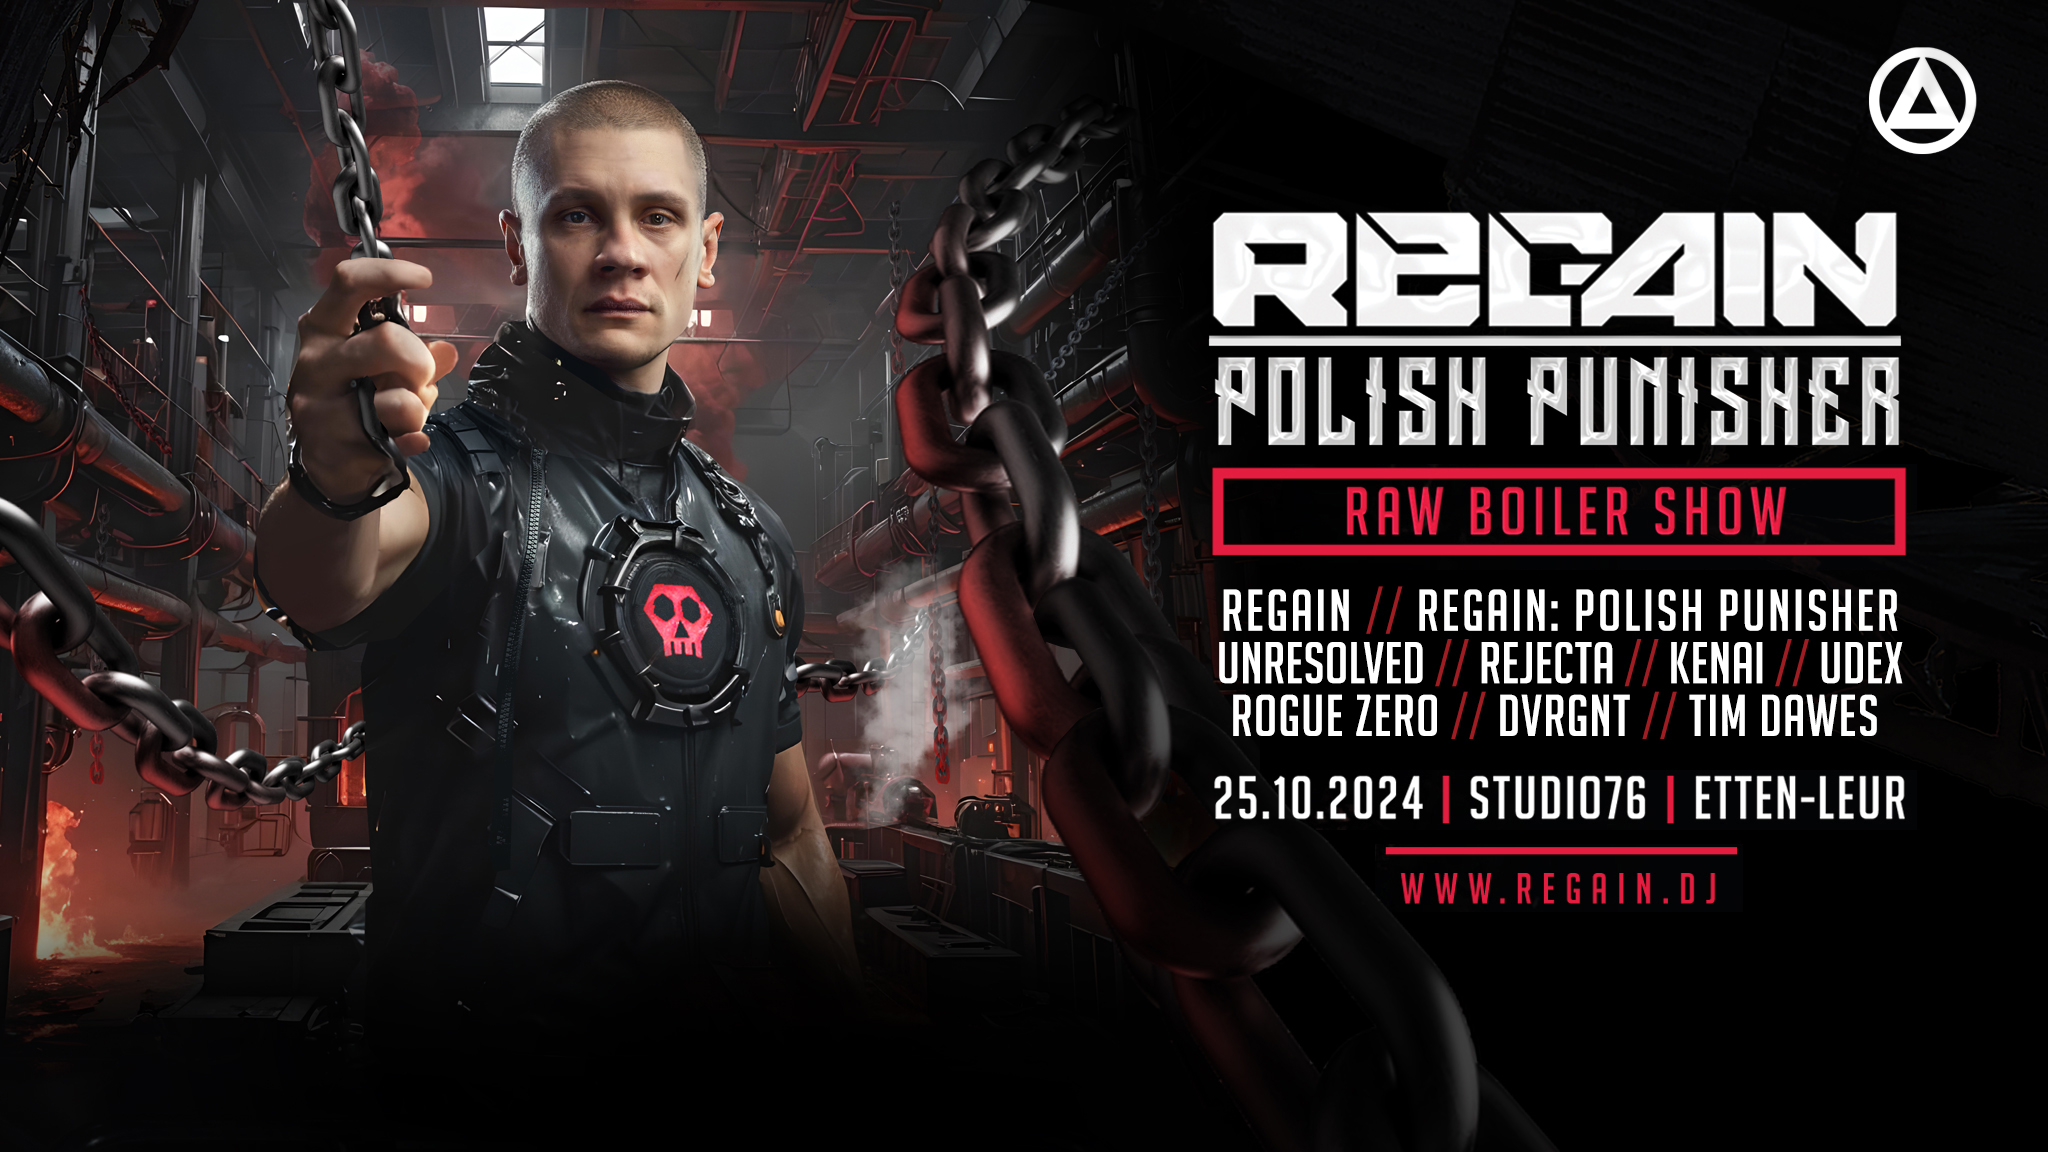 REGAIN
POLISH PUNISHER
RAW BOILER SHOW
REGAIN // REGAIN: POLISH PUNISHER
UNRESOLVED // REJECTA // KENAI // UDEX
ROGUE ZERO // DVRGNT // TIM DAWES
25.10.2024 | STUDIO76 | ETTEN-LEUR
WWW.REGAIN.DJ